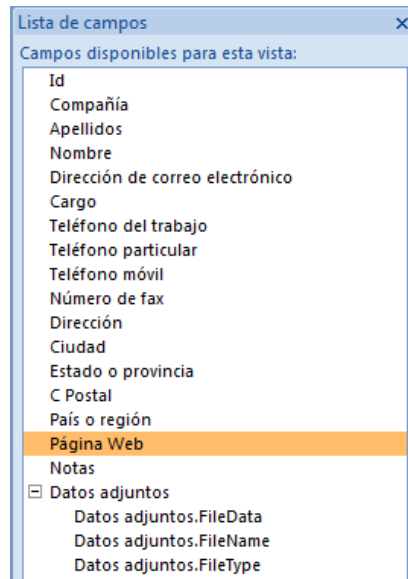 Lista de campos
Campos disponibles para esta vista:
Id
Compañía
Apellidos
Nombre
Dirección de correo electrónico
Cargo
Teléfono del trabajo
Teléfono particular
Teléfono móvil
Número de fax
Dirección
Ciudad
Estado o provincia
C Postal
País o región
Página Web
Notas
Datos adjuntos
Datos adjuntos.FileData
Datos adjuntos.FileName
Datos adjuntos.FileType